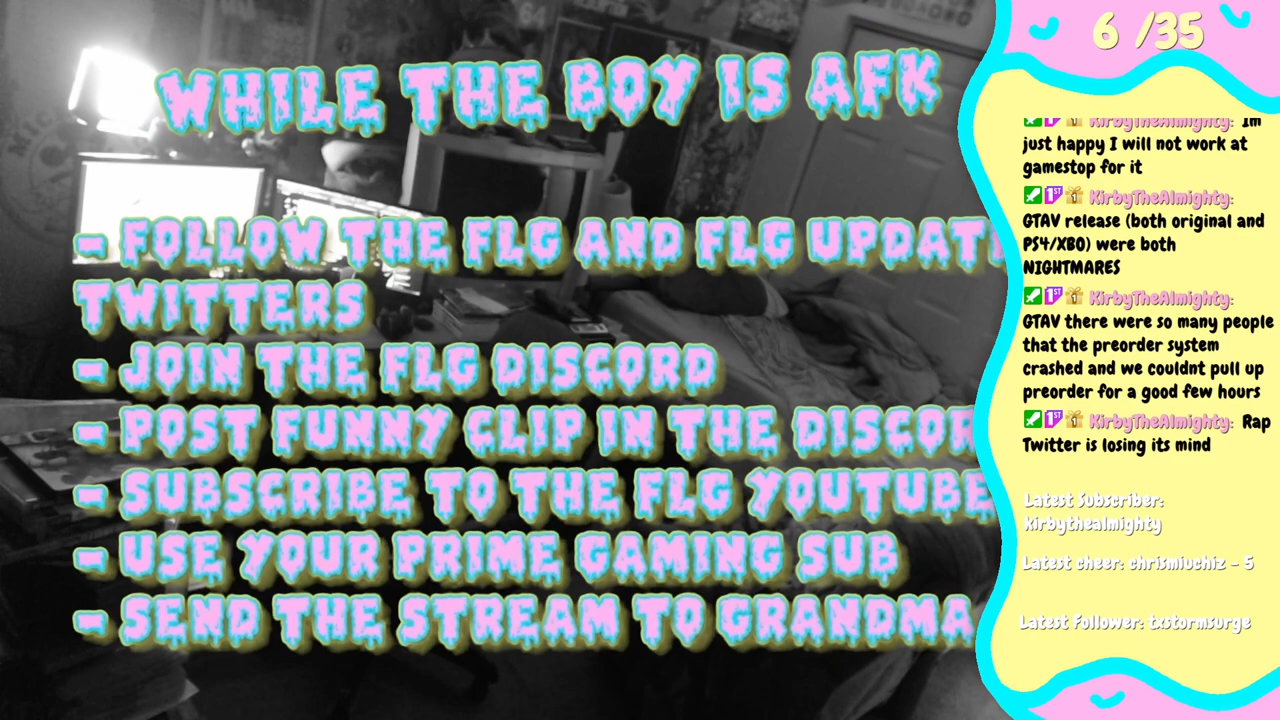 WHILE THE BOY IS AFK
- FOLLOW THE FLG AND FLG UPDAT
TWITTERS
- JOIN THE FLG DISCORD
- POST FUNNY CLIP IN THE DISCOR
- SUBSCRIBE TO THE FLG YOUTUBE
- USE YOUR PRIME GAMING SUB
- SEND THE STREAM TO GRANDMA
6 /35
KirbyTheAlmighty: Im
just happy I will not work at
gamestop for it
KirbyTheAlmighty:
GTAV release (both original and
PS4/XBO) were both
NIGHTMARES
KirbyTheAlmighty:
GTAV there were so many people
that the preorder system
crashed and we couldnt pull up
preorder for a good few hours
KirbyTheAlmighty: Rap
Twitter is losing its mind
Latest Subscriber:
kirbythealmighty
Latest cheer: chrismiuchiz - 5
Latest Follower: txstormsurge